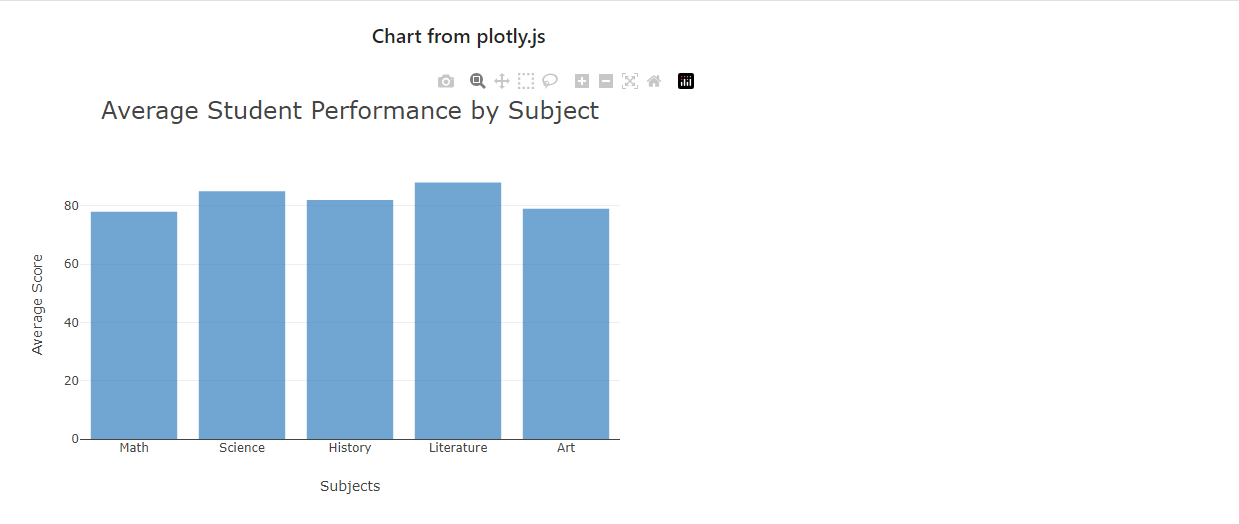 Chart from plotly.js
Average Student Performance by Subject
Average Score
80
60
40
20
0
Math Science History Literature Art
Subjects